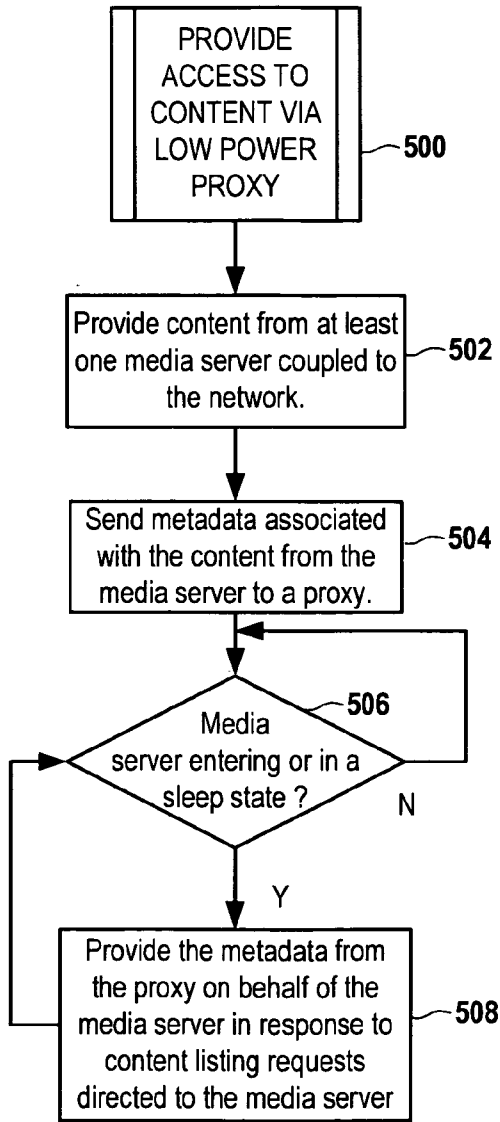 PROVIDE
ACCESS TO
CONTENT VIA
LOW POWER
PROXY
500
Provide content from at least
one media server coupled to
the network.
502
Send metadata associated
with the content from the
media server to a proxy.
504
506
Media
server entering or in a
sleep state ?
N
Y
Provide the metadata from
the proxy on behalf of the
media server in response to
content listing requests
directed to the media server
508